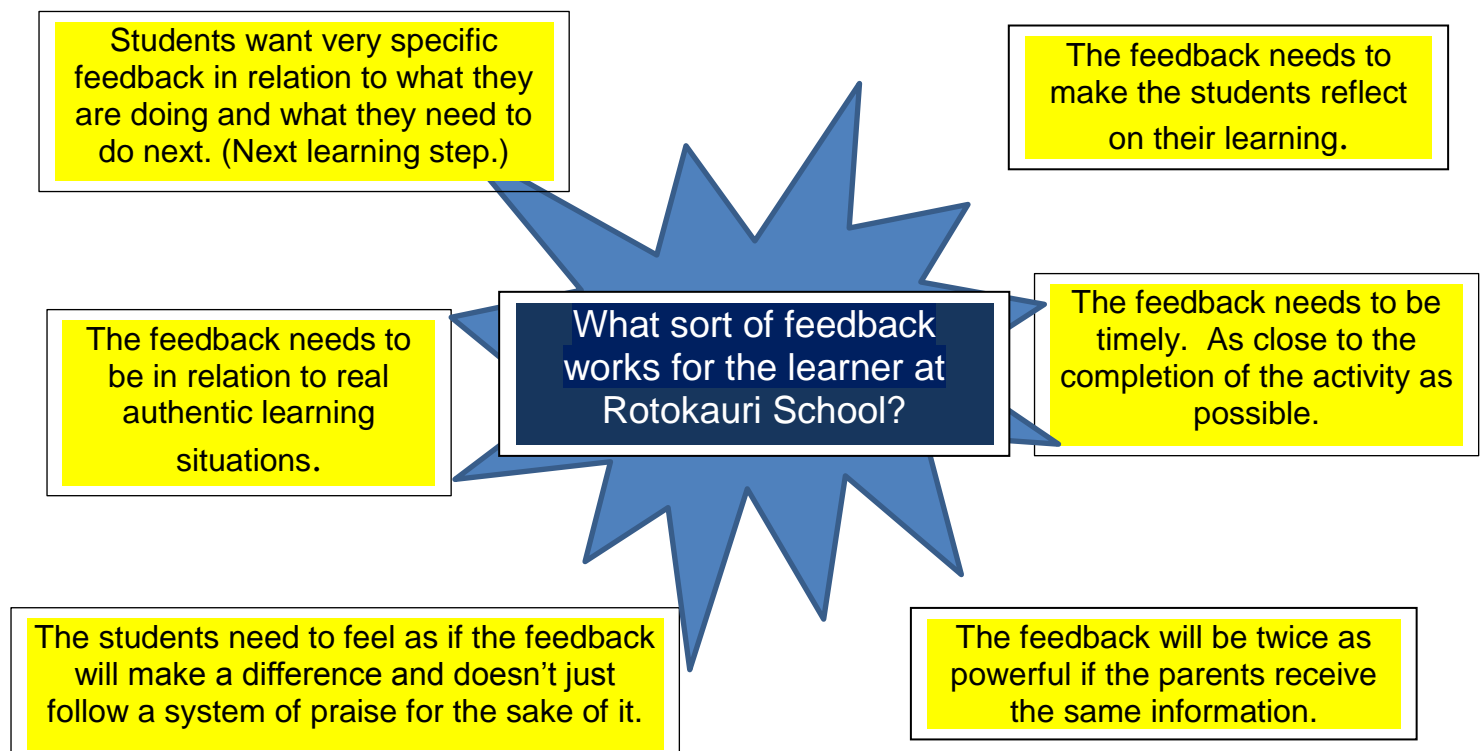 Students want very specific
feedback in relation to what they
are doing and what they need to
do next. (Next learning step.)
The feedback needs to
make the students reflect
on their learning.
The feedback needs to
be in relation to real
authentic learning
situations.
What sort of feedback
works for the learner at
Rotokauri School?
The feedback needs to be
timely.  As close to the
completion of the activity as
possible.
The students need to feel as if the feedback
will make a difference and doesn’t just
follow a system of praise for the sake of it.
The feedback will be twice as
powerful if the parents receive
the same information.